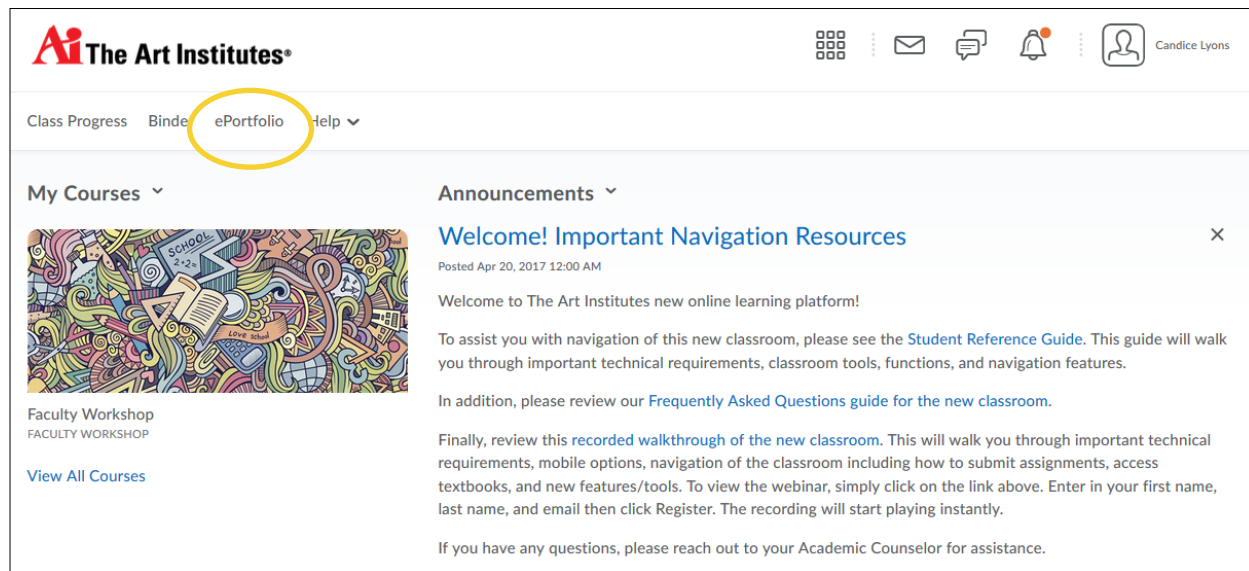 Ai The Art Institutes®
Candice Lyons
Class Progress Binde ePortfolio Help
My Courses
SCHOOL
2+2=
Love school
Faculty Workshop
FACULTY WORKSHOP
View All Courses
Announcements
Welcome! Important Navigation Resources
Posted Apr 20, 2017 12:00 AM
Welcome to The Art Institutes new online learning platform!
To assist you with navigation of this new classroom, please see the Student Reference Guide. This guide will walk
you through important technical requirements, classroom tools, functions, and navigation features.
In addition, please review our Frequently Asked Questions guide for the new classroom.
Finally, review this recorded walkthrough of the new classroom. This will walk you through important technical
requirements, mobile options, navigation of the classroom including how to submit assignments, access
textbooks, and new features/tools. To view the webinar, simply click on the link above. Enter in your first name,
last name, and email then click Register. The recording will start playing instantly.
If you have any questions, please reach out to your Academic Counselor for assistance.